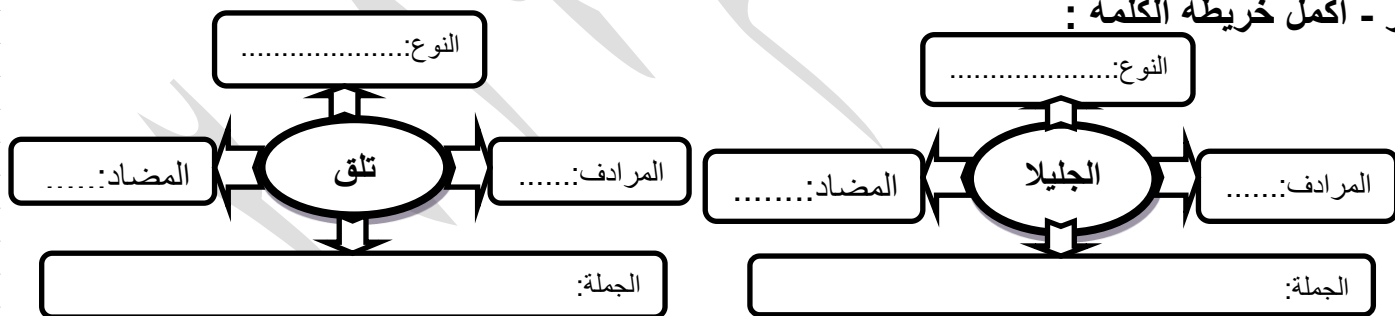 ر - اكمل خريطة الكلمة :
النوع:....................
المرادف:......
الجليلا
المضاد:........
الجملة:
النوع:....................
المرادف:......
تلق
المضاد:......
الجملة: